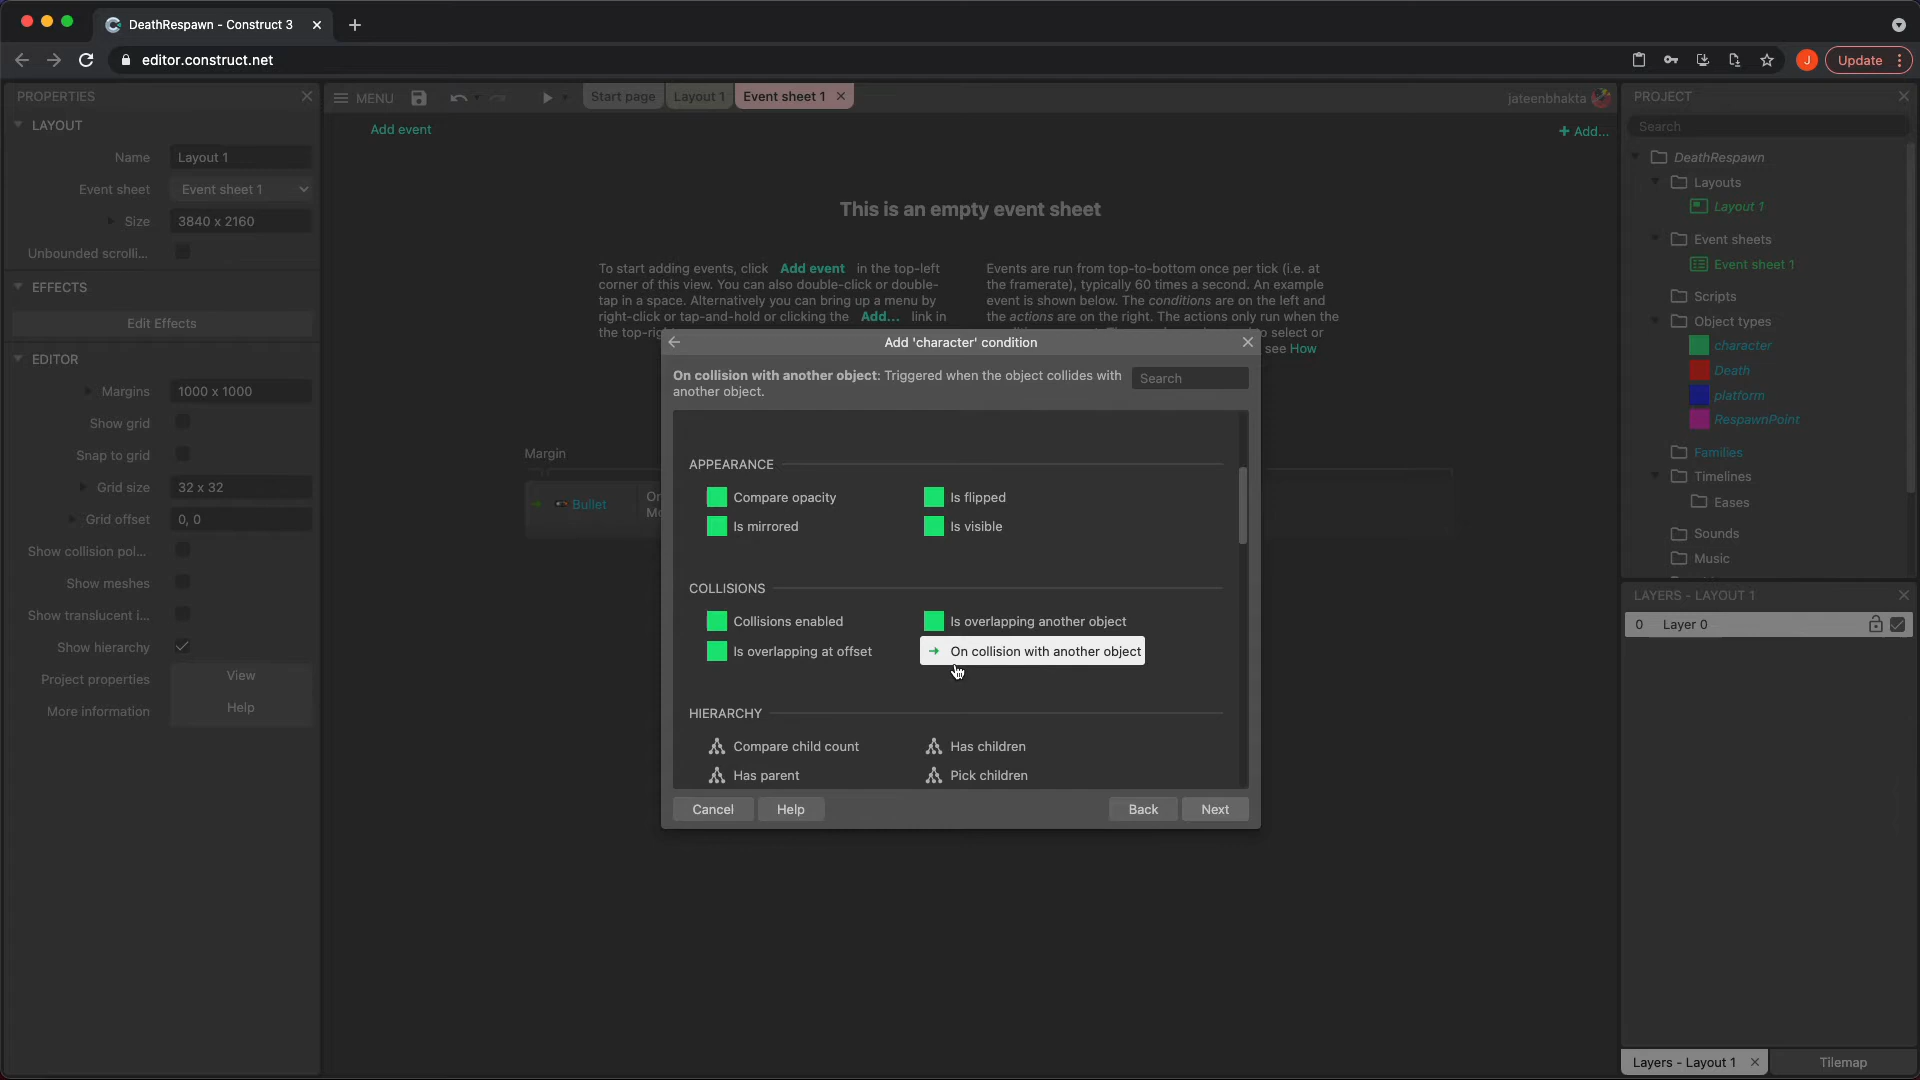 DeathRespawn - Construct 3
editor.construct.net
J
Update
PROPERTIES
LAYOUT
Name
Layout 1
Event sheet
Event sheet 1
Size
3840 x 2160
Unbounded scrolli...
EFFECTS
Edit Effects
EDITOR
Margins
1000 x 1000
Show grid
Snap to grid
Grid size
32 x 32
Grid offset
0, 0
Show collision pol...
Show meshes
Show translucent i...
Show hierarchy
Project properties
View
More information
Help
MENU
Start page
Layout 1
Event sheet 1
jateenbhakta
Add event
+ Add...
This is an empty event sheet
To start adding events, click Add event in the top-left
corner of this view. You can also double-click or double-
tap in a space. Alternatively you can bring up a menu by
right-click or tap-and-hold or clicking the Add... link in
Events are run from top-to-bottom once per tick (i.e. at
the framerate), typically 60 times a second. An example
event is shown below. The conditions are on the left and
the actions are on the right. The actions only run when the
to select or
see How
Margin
Bullet
Add 'character' condition
On collision with another object: Triggered when the object collides with
another object.
Search
APPEARANCE
Compare opacity
Is flipped
Is mirrored
Is visible
COLLISIONS
Collisions enabled
Is overlapping another object
Is overlapping at offset
On collision with another object
HIERARCHY
Compare child count
Has children
Has parent
Pick children
Cancel
Help
Back
Next
PROJECT
Search
DeathRespawn
Layouts
Layout 1
Event sheets
Event sheet 1
Scripts
Object types
character
Death
platform
RespawnPoint
Families
Timelines
Eases
Sounds
Music
LAYERS - LAYOUT 1
0 Layer 0
Layers - Layout 1
Tilemap